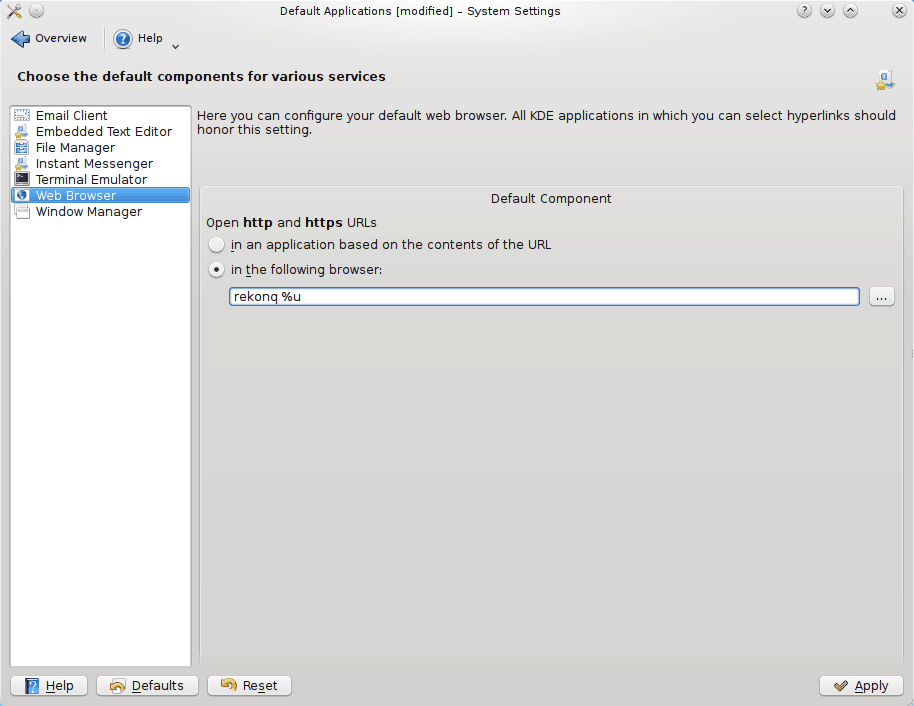 Default Applications [modified] – System Settings
Overview
Help
Choose the default components for various services
Email Client
Embedded Text Editor
File Manager
Instant Messenger
Terminal Emulator
Web Browser
Window Manager
Here you can configure your default web browser. All KDE applications in which you can select hyperlinks should
honor this setting.
Default Component
Open http and https URLs
in an application based on the contents of the URL
in the following browser:
rekonq %u
...
Help
Defaults
Reset
Apply